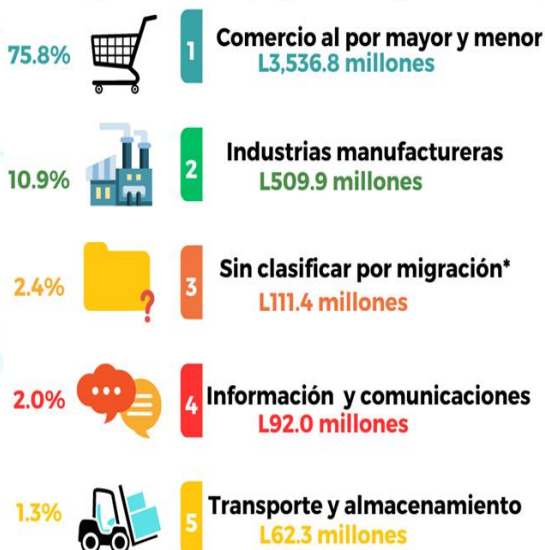 75.8%
1
Comercio al por mayor y menor
L3,536.8 millones
10.9%
2
Industrias manufactureras
L509.9 millones
2.4%
?
3
Sin clasificar por migración*
L111.4 millones
2.0%
4
Información y comunicaciones
L92.0 millones
1.3%
5
Transporte y almacenamiento
L62.3 millones